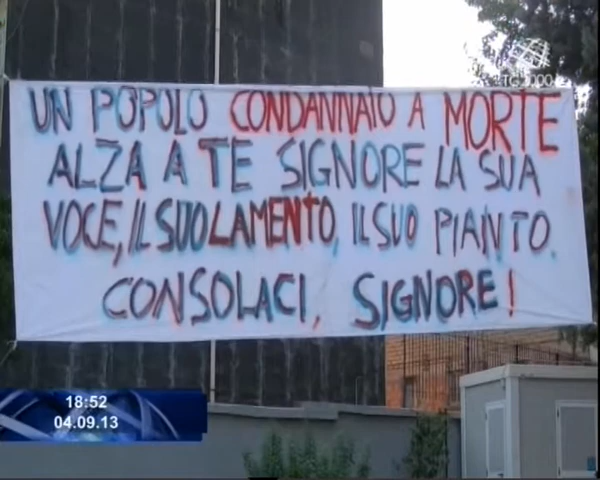 TG2000
UN POPOLO CONDANNATO A MORTE
ALZA A TE SIGNORE LA SUA
VOCE, IL SUO LAMENTO, IL SUO PIANTO.
CONSOLACI, SIGNORE!
18:52
04.09.13